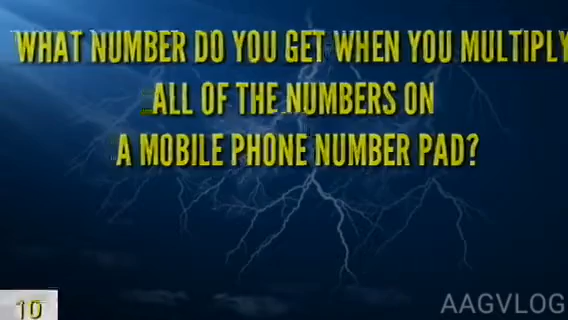 WHAT NUMBER DO YOU GET WHEN YOU MULTIPLY
ALL OF THE NUMBERS ON
A MOBILE PHONE NUMBER PAD?
10
AAGVLOG